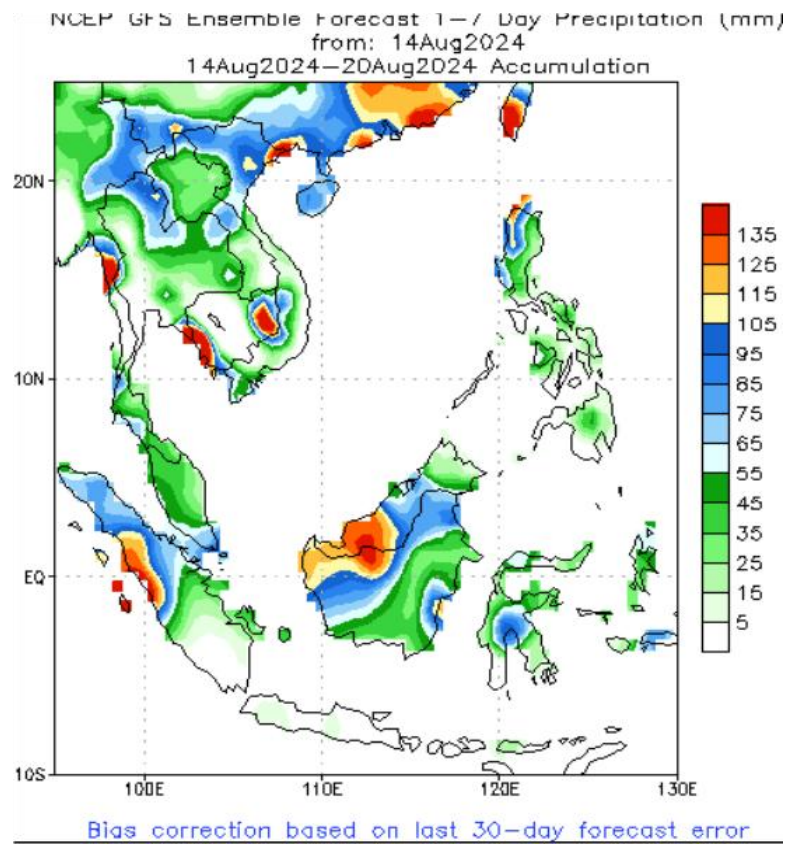 NCEP GFS Ensemble Forecast 1-7 Day Precipitation (mm)
from: 14Aug2024
14Aug2024-20Aug2024 Accumulation
20N
10N
EQ
10S
100E
110E
120E
130E
135
125
115
105
95
85
75
65
55
45
35
25
15
5
Bias correction based on last 30-day forecast error